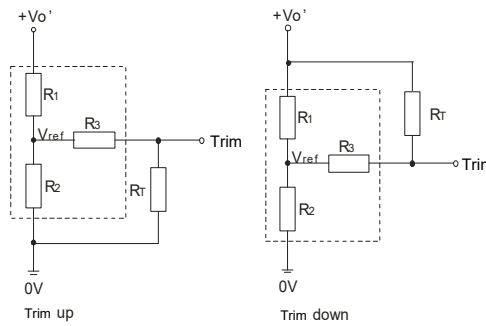 +Vo'
R1
Vref
R3
Trim
R2
RT
0V
Trim up
+Vo'
R1
RT
Vref
R3
Trim
R2
0V
Trim down